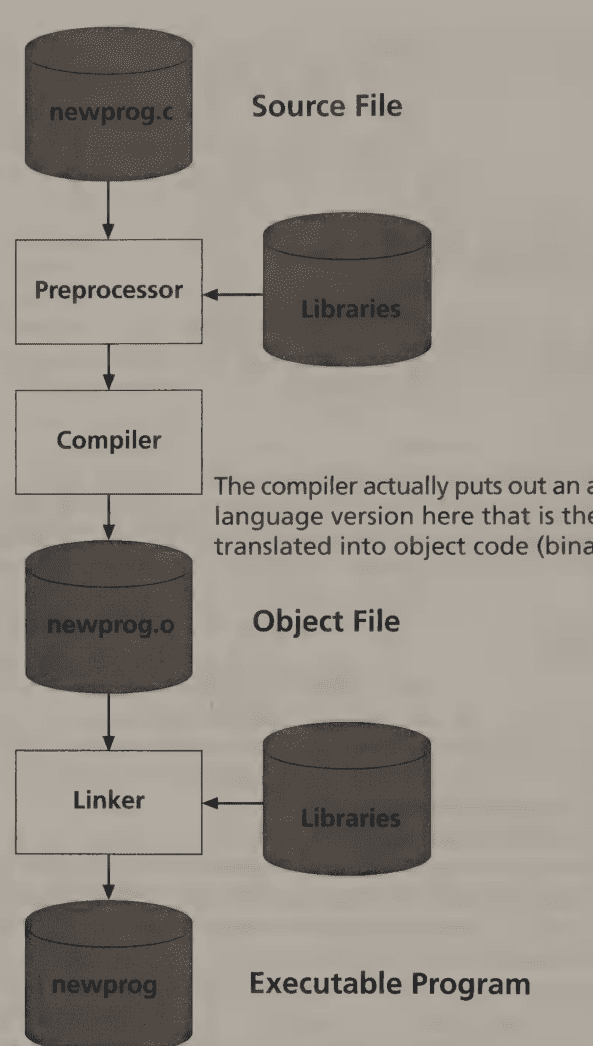 newprog.c
Source File
Preprocessor
Libraries
Compiler
The compiler actually puts out an a
language version here that is the
translated into object code (bina
newprog.o
Object File
Linker
Libraries
newprog
Executable Program